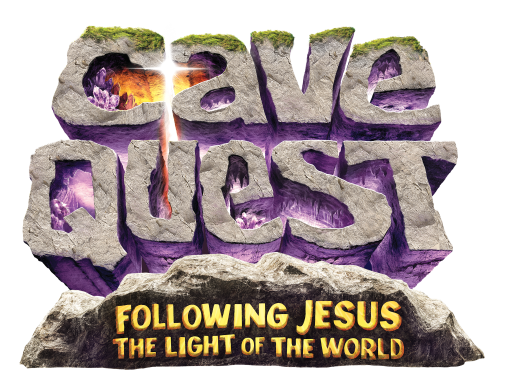 Cave
Quest
FOLLOWING JESUS
THE LIGHT OF THE WORLD